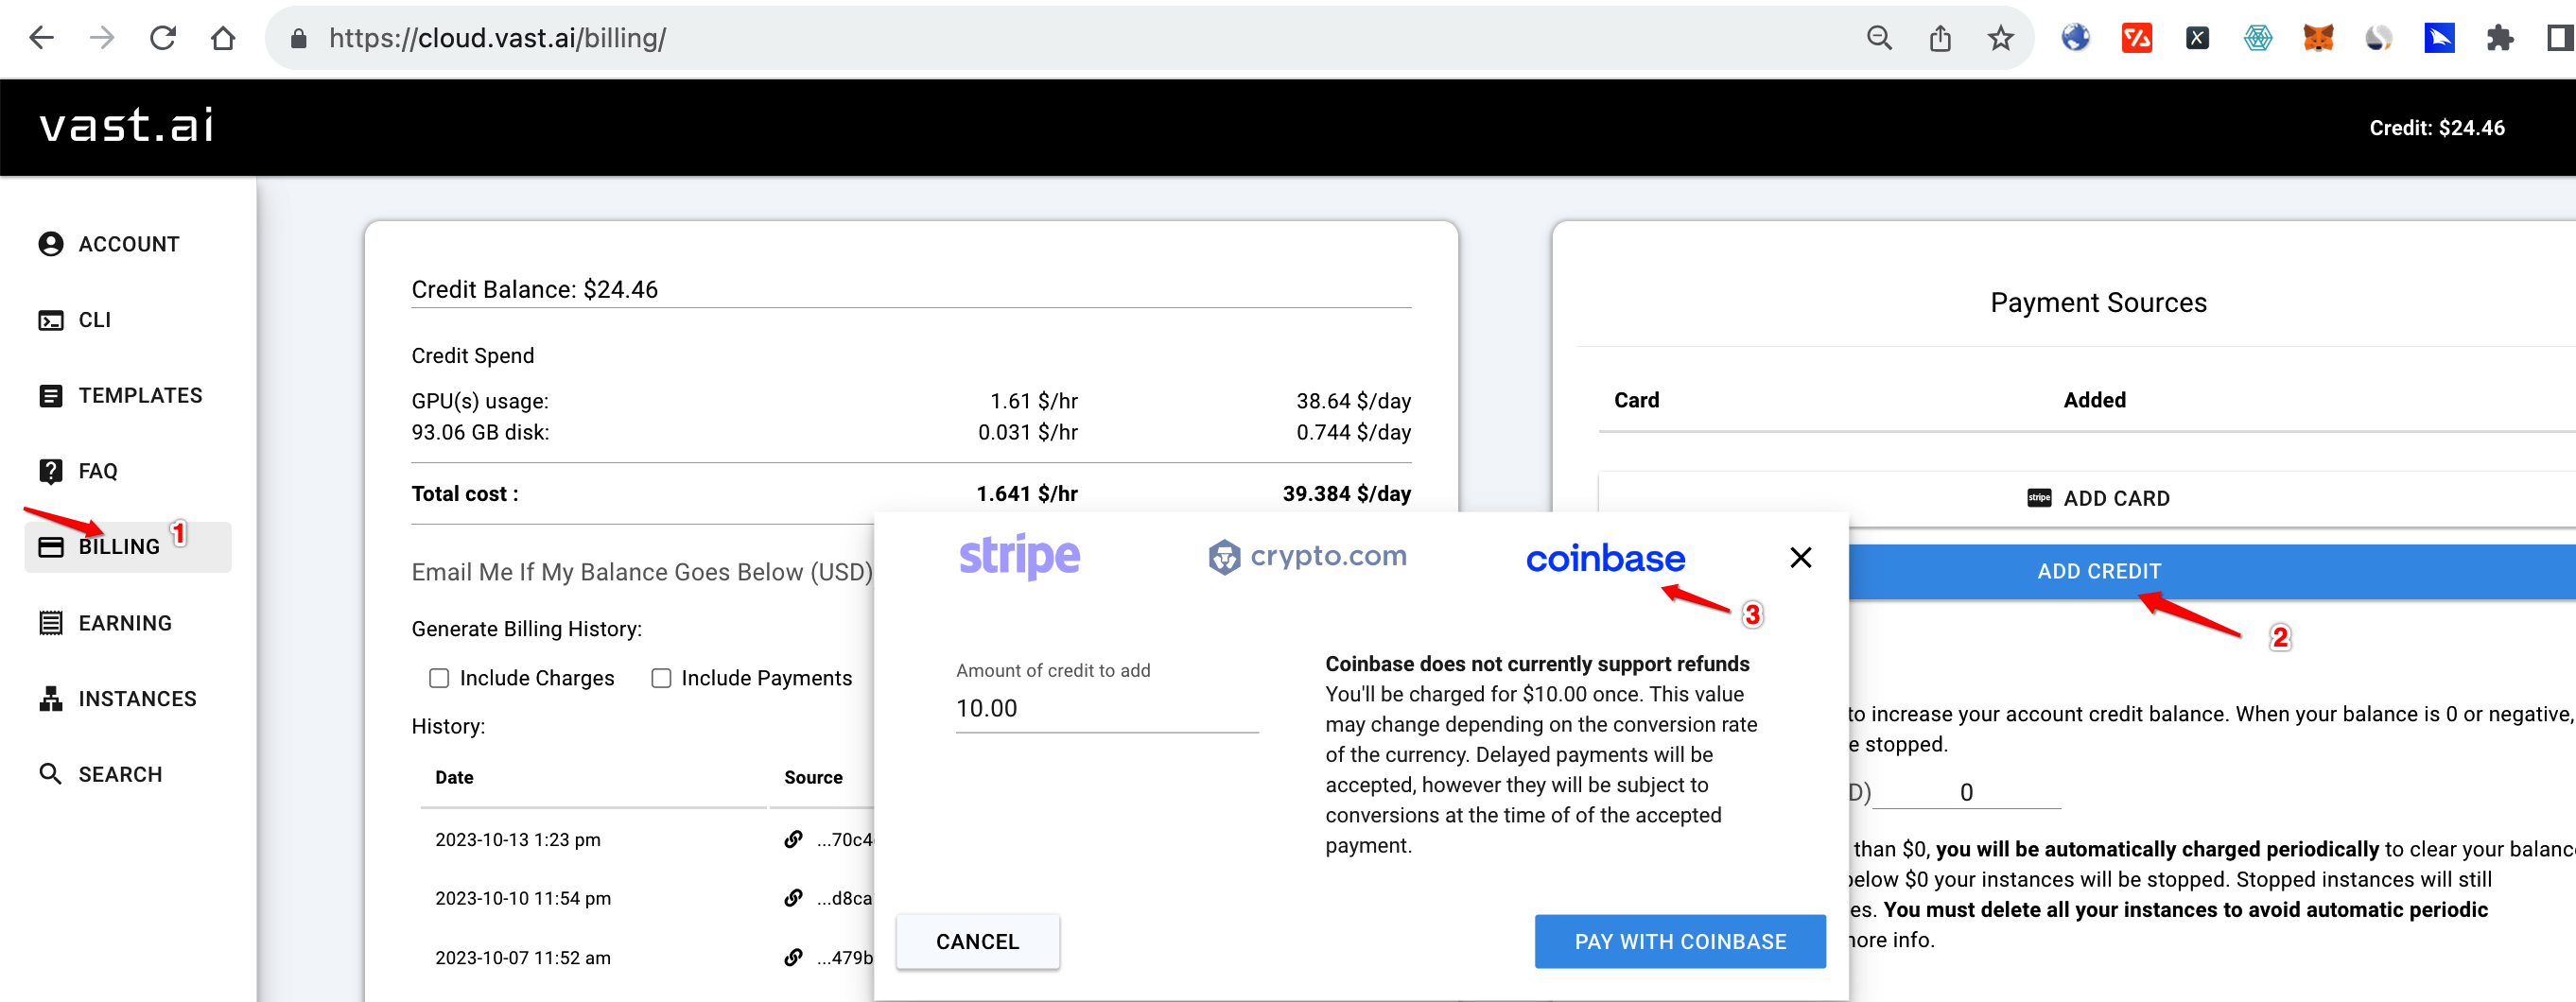 https://cloud.vast.ai/billing/
vast.ai
Credit: $24.46
ACCOUNT
CLI
TEMPLATES
FAQ
BILLING 1
EARNING
INSTANCES
SEARCH
Credit Balance: $24.46
Credit Spend
GPU(s) usage: 1.61 $/hr 38.64 $/day
93.06 GB disk: 0.031 $/hr 0.744 $/day
Total cost : 1.641 $/hr 39.384 $/day
Email Me If My Balance Goes Below (USD)
Generate Billing History:
Include Charges Include Payments
History:
Date Source
2023-10-13 1:23 pm ...70c4
2023-10-10 11:54 pm ...d8ca
2023-10-07 11:52 am ...479b
stripe crypto.com coinbase
3
Amount of credit to add
10.00
Coinbase does not currently support refunds
You'll be charged for $10.00 once. This value
may change depending on the conversion rate
of the currency. Delayed payments will be
accepted, however they will be subject to
conversions at the time of of the accepted
payment.
CANCEL
PAY WITH COINBASE
Payment Sources
Card Added
stripe ADD CARD
ADD CREDIT
2
to increase your account credit balance. When your balance is 0 or negative,
e stopped.
D) 0
than $0, you will be automatically charged periodically to clear your balanc
below $0 your instances will be stopped. Stopped instances will still
es. You must delete all your instances to avoid automatic periodic
more info.